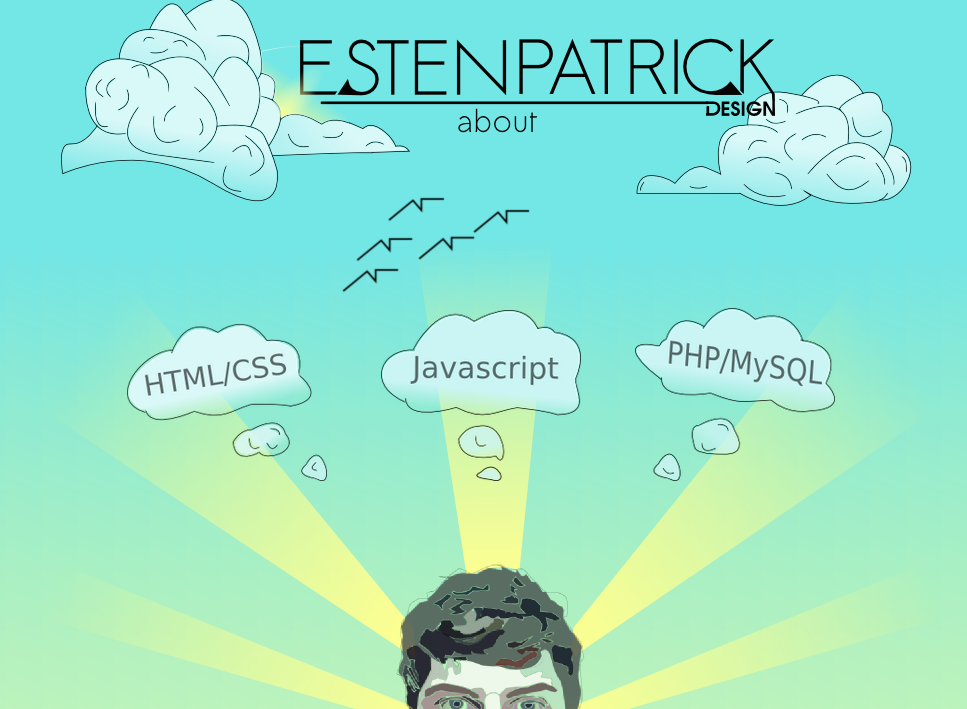 ESTENPATRICK
DESIGN
about
HTML/CSS
Javascript
PHP/MySQL